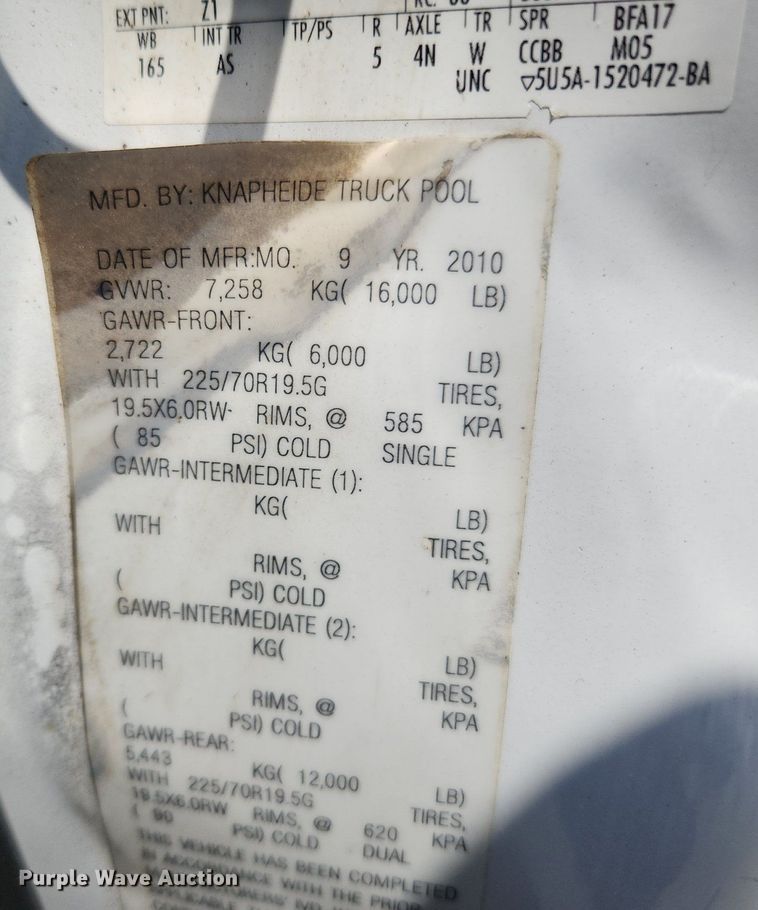 EXT PNT: Z1 RC:
WB INT TR TP/PS R AXLE TR SPR BFA17
165 AS 5 4N W CCBB M05
UNC ▽5U5A-1520472-BA
MFD. BY: KNAPHEIDE TRUCK POOL
DATE OF MFR:MO. 9 YR. 2010
GVWR: 7,258 KG( 16,000 LB)
GAWR-FRONT:
2,722 KG( 6,000 LB)
WITH 225/70R19.5G TIRES,
19.5X6.0RW- RIMS, @ 585 KPA
( 85 PSI) COLD SINGLE
GAWR-INTERMEDIATE (1):
KG( LB)
WITH TIRES,
RIMS, @ KPA
( PSI) COLD
GAWR-INTERMEDIATE (2):
KG( LB)
WITH TIRES,
RIMS, @ KPA
( PSI) COLD
GAWR-REAR:
5,443 KG( 12,000 LB)
WITH 225/70R19.5G TIRES,
19.5X6.0RW RIMS, @ 620 KPA
( 90 PSI) COLD DUAL
THIS VEHICLE HAS BEEN COMPLETED
IN ACCORDANCE WITH THE PRIOR
Purple Wave Auction